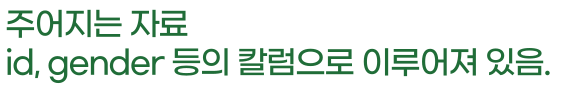 주어지는 자료
id, gender 등의 칼럼으로 이루어져 있음.